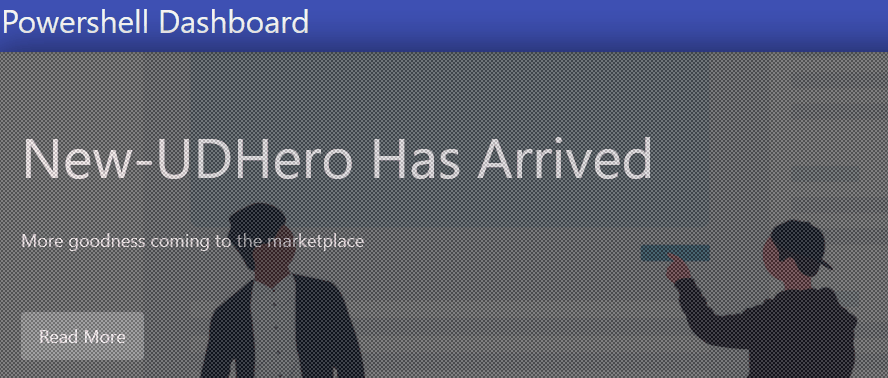 Powershell Dashboard
New-UDHero Has Arrived
More goodness coming to the marketplace
Read More